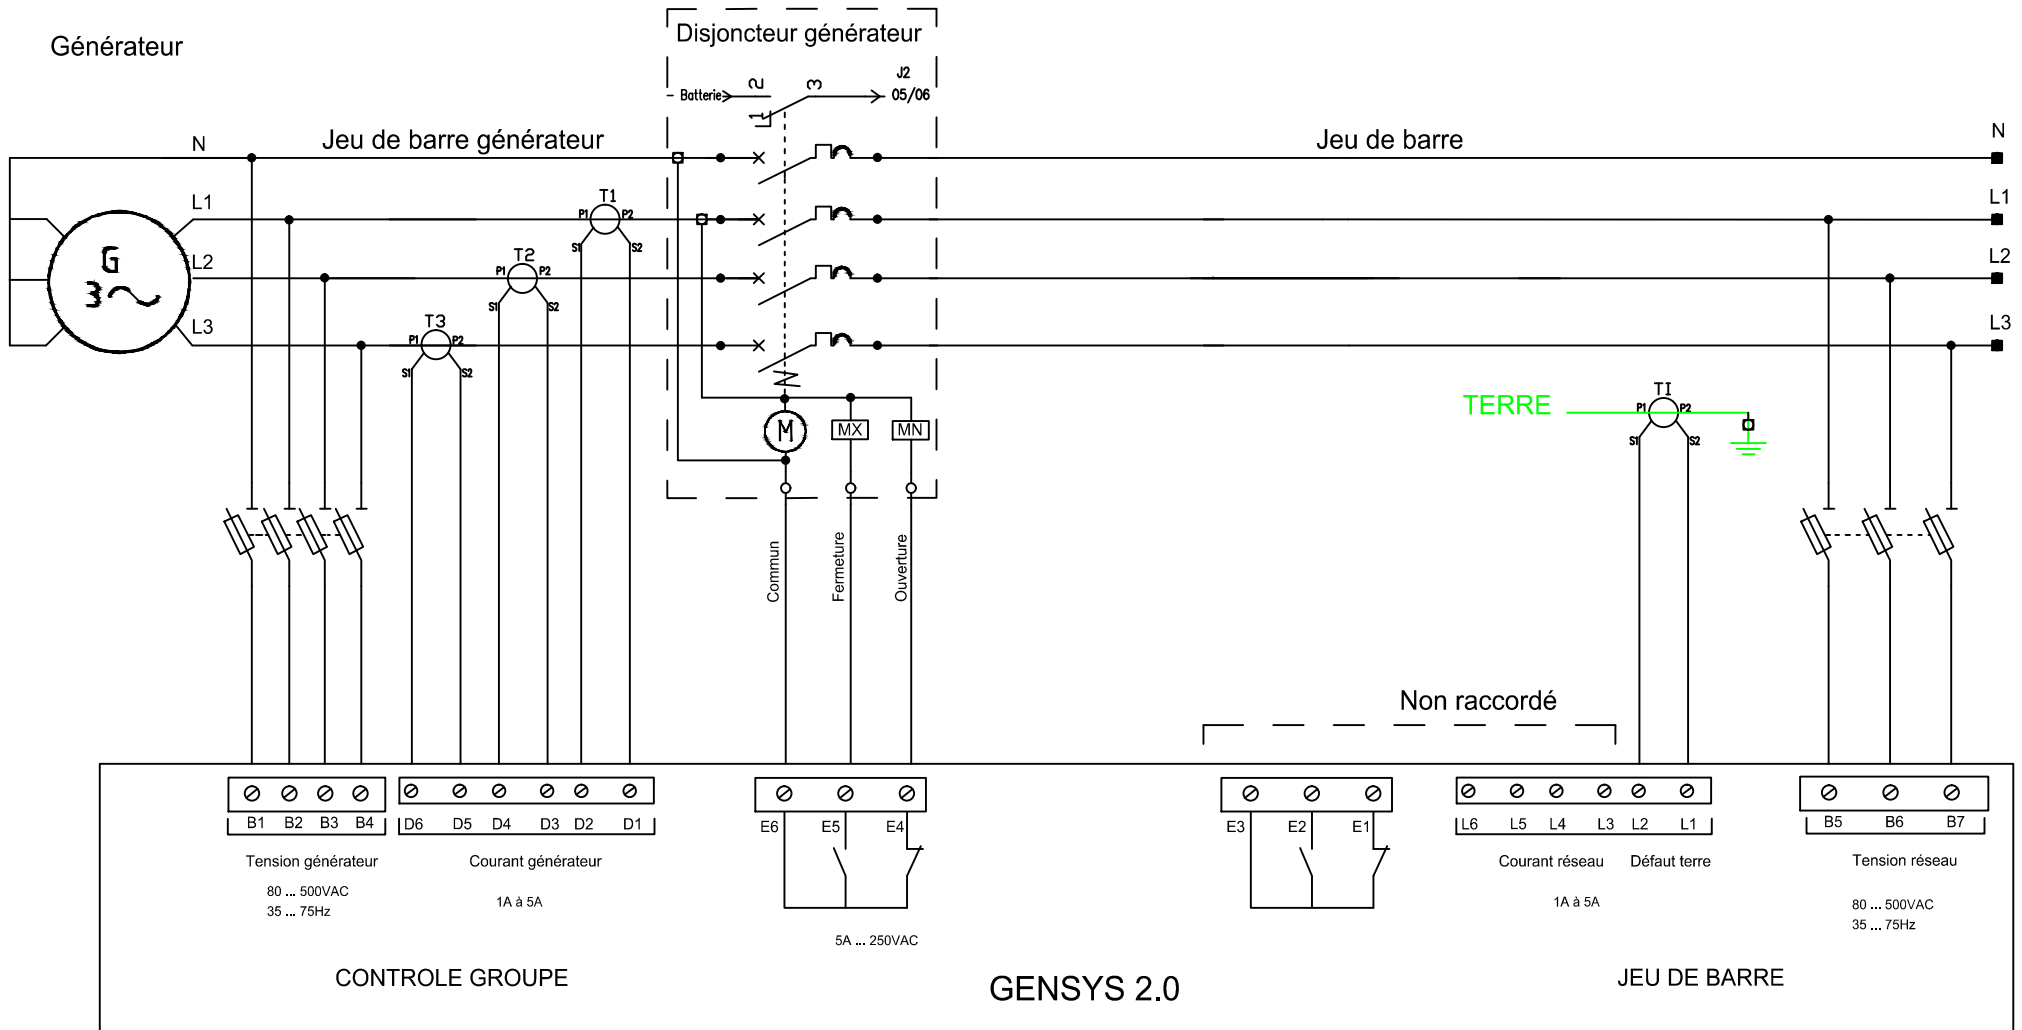 Générateur
Disjoncteur générateur
Batterie
2
3
1
J2
05/06
N
Jeu de barre générateur
Jeu de barre
N
L1
T1
P1 P2
S1 S2
L1
G
3
L2
T2
P1 P2
S1 S2
L2
L3
T3
P1 P2
S1 S2
L3
M
MX
MN
TERRE
TI
P1 P2
S1 S2
Commun
Fermeture
Ouverture
Non raccordé
B1 B2 B3 B4
D6 D5 D4 D3 D2 D1
E6 E5 E4
E3 E2 E1
L6 L5 L4 L3 L2 L1
B5 B6 B7
Tension générateur
80 ... 500VAC
35 ... 75Hz
Courant générateur
1A à 5A
5A ... 250VAC
Courant réseau
Défaut terre
1A à 5A
Tension réseau
80 ... 500VAC
35 ... 75Hz
CONTROLE GROUPE
GENSYS 2.0
JEU DE BARRE